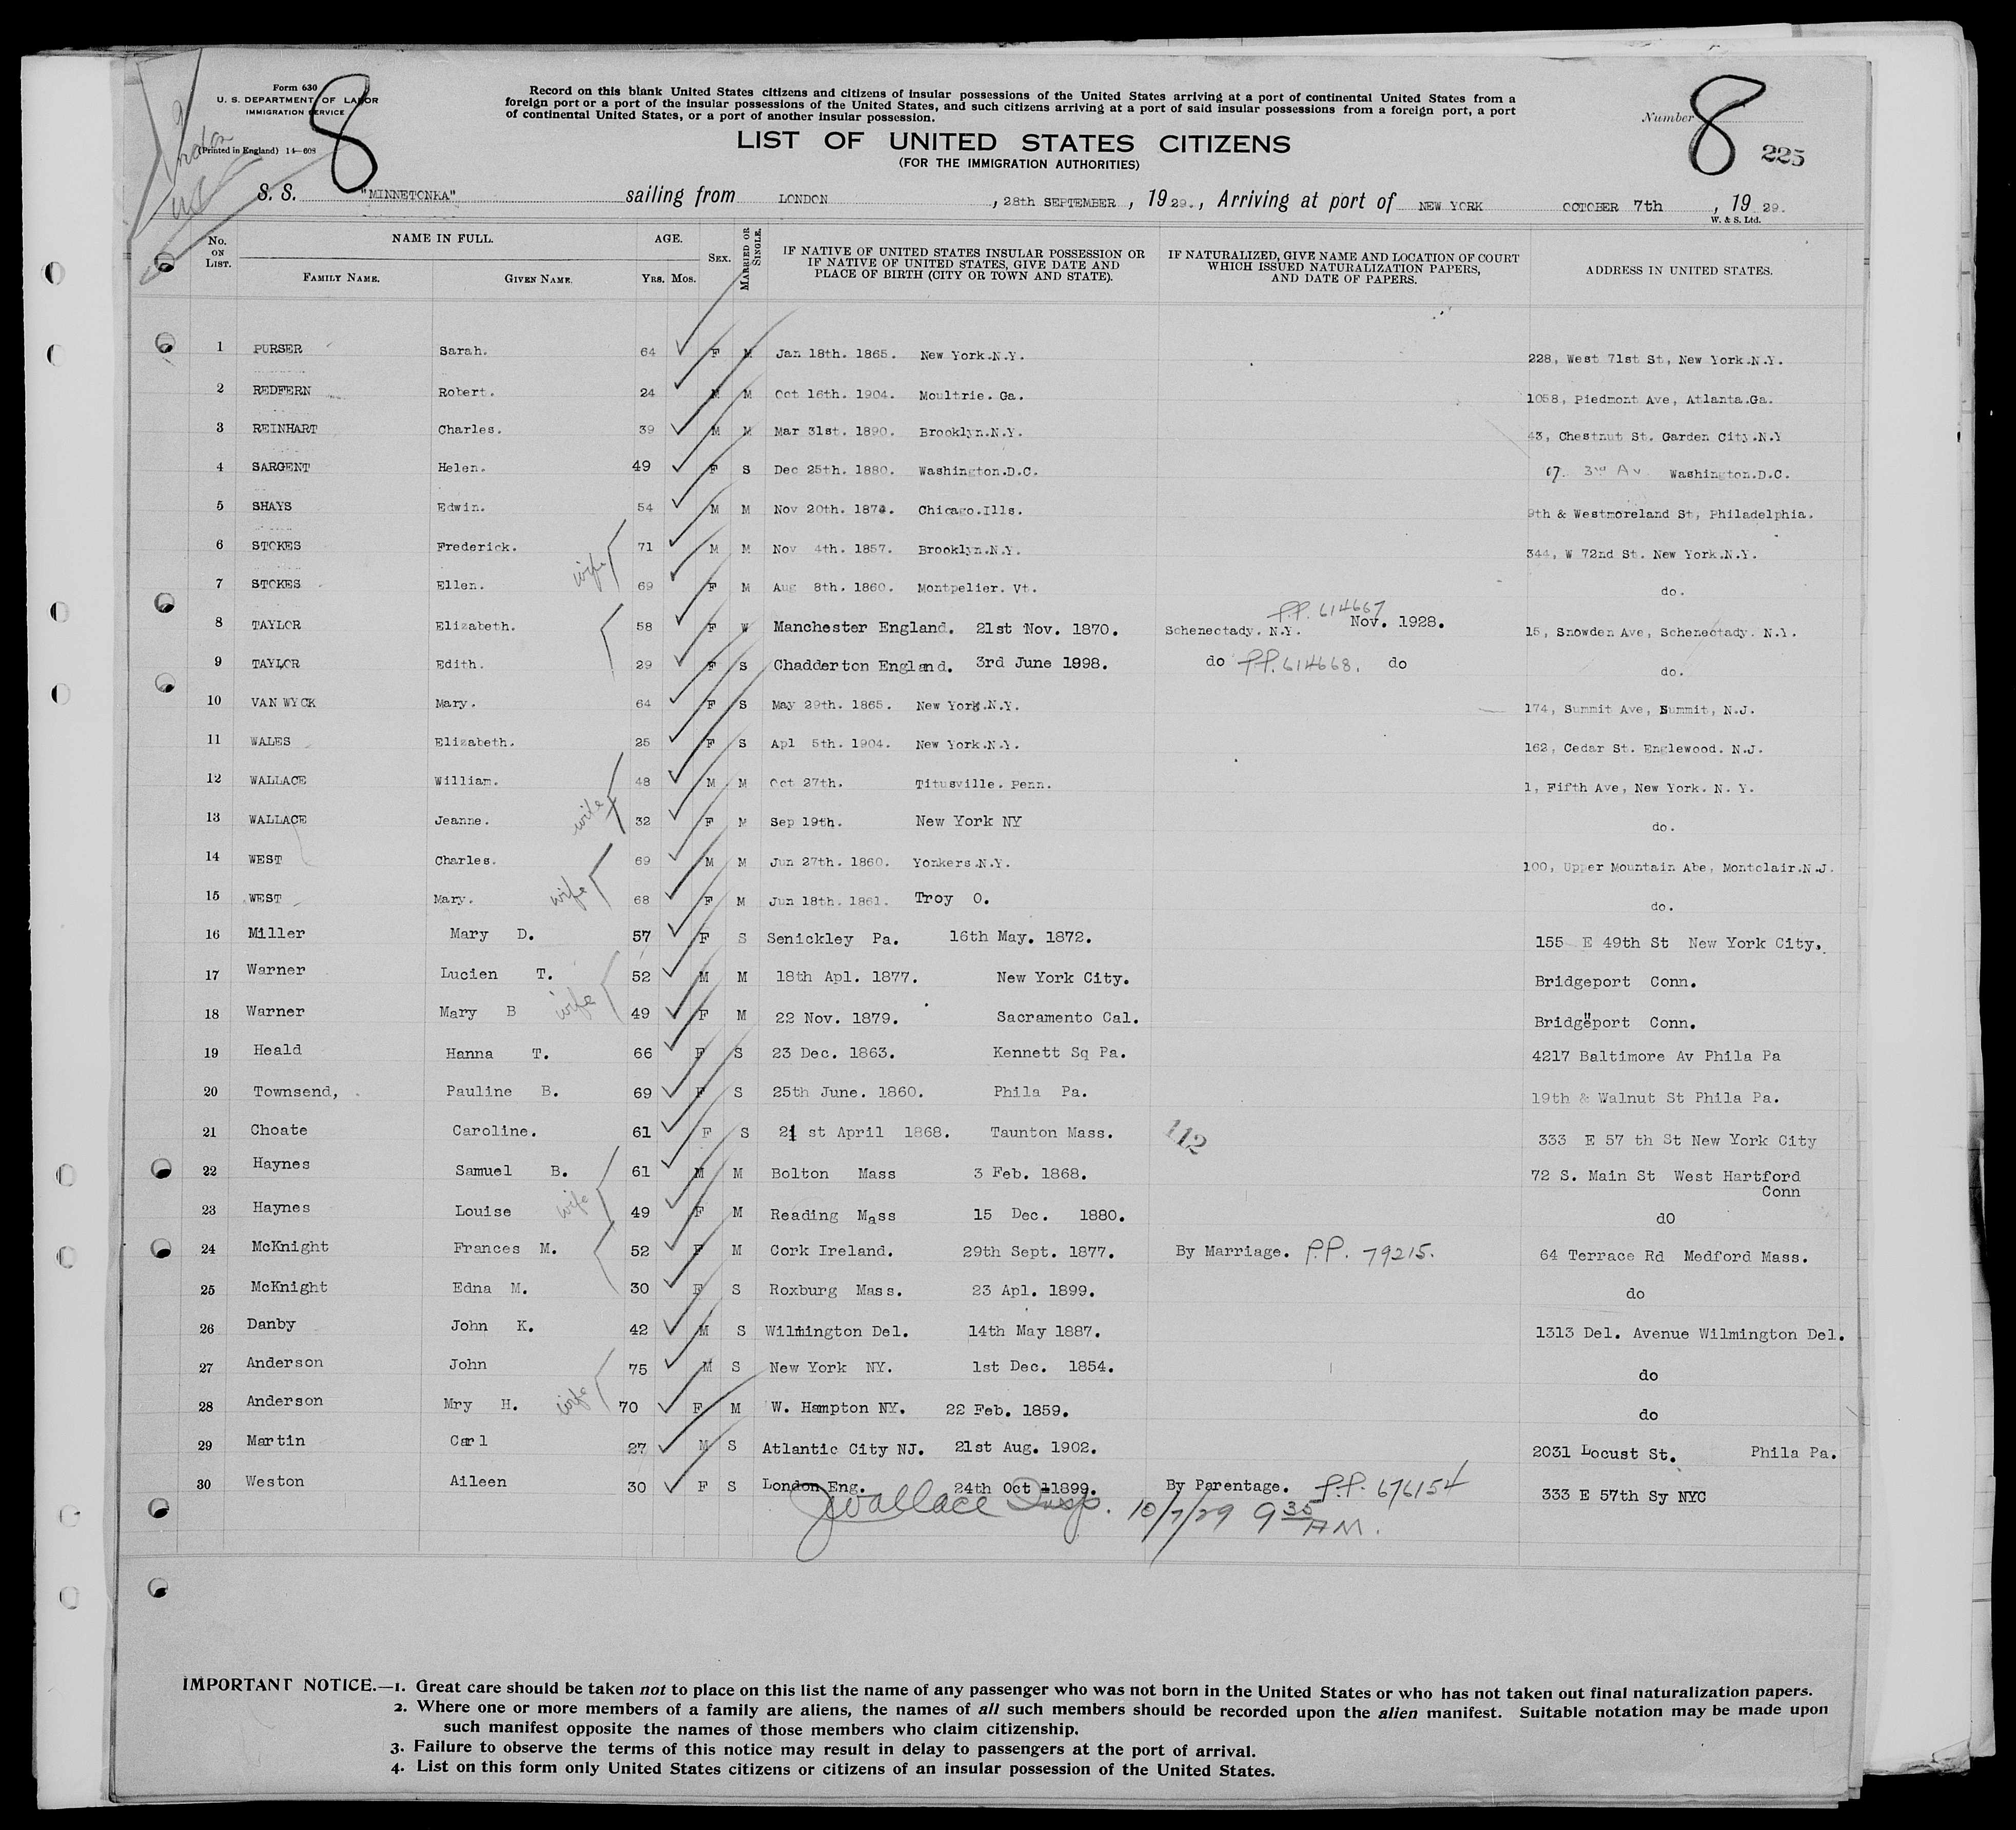 Form 630
U. S. DEPARTMENT OF LABOR
IMMIGRATION SERVICE
(Printed in England) 14—608
8
Record on this blank United States citizens and citizens of insular possessions of the United States arriving at a port of continental United States from a
foreign port or a port of the insular possessions of the United States, and such citizens arriving at a port of said insular possessions from a foreign port, a port
of continental United States, or a port of another insular possession.
LIST OF UNITED STATES CITIZENS
(FOR THE IMMIGRATION AUTHORITIES)
Number 8
225
S. S. "MINNETONKA" sailing from LONDON , 28th SEPTEMBER , 1929., Arriving at port of NEW YORK OCTOBER 7th , 1929.
W. & S. Ltd.
No. ON LIST. NAME IN FULL. AGE. SEX. MARRIED OR SINGLE. IF NATIVE OF UNITED STATES INSULAR POSSESSION OR IF NATIVE OF UNITED STATES, GIVE DATE AND PLACE OF BIRTH (CITY OR TOWN AND STATE). IF NATURALIZED, GIVE NAME AND LOCATION OF COURT WHICH ISSUED NATURALIZATION PAPERS, AND DATE OF PAPERS. ADDRESS IN UNITED STATES.
FAMILY NAME. GIVEN NAME. YRS. MOS.
1 PURSER Sarah. 64 F M Jan 18th. 1865. New York.N.Y. 228, West 71st St, New York.N.Y.
2 REDFERN Robert. 24 M M Oct 16th. 1904. Moultrie. Ga. 1058, Piedmont Ave, Atlanta.Ga.
3 REINHART Charles. 39 M M Mar 31st. 1890. Brooklyn.N.Y. 43, Chestnut St. Garden City.N.Y
4 SARGENT Helen. 49 F S Dec 25th. 1880. Washington.D.C. 3rd Av Washington.D.C.
5 SHAYS Edwin. 54 M M Nov 20th. 1874. Chicago.Ills. 9th & Westmoreland St, Philadelphia.
6 STOKES Frederick. 71 M M Nov 4th. 1857. Brooklyn.N.Y. 344, W 72nd St. New York.N.Y.
7 STOKES Ellen. wife 69 F M Aug 8th. 1860. Montpelier. Vt. do.
8 TAYLOR Elizabeth. 58 F W Manchester England. 21st Nov. 1870. Schenectady. N.Y. P.P. 614667 Nov. 1928. 15, Snowden Ave, Schenectady. N.Y.
9 TAYLOR Edith. 29 F S Chadderton England. 3rd June 1998. do P.P. 614668. do do.
10 VAN WYCK Mary. 64 F S May 29th. 1865. New York.N.Y. 174, Summit Ave, Summit, N.J.
11 WALES Elizabeth. 25 F S Apl 5th. 1904. New York.N.Y. 162, Cedar St. Englewood. N.J.
12 WALLACE William. 48 M M Oct 27th. Titusville. Penn. 1, Fifth Ave, New York. N. Y.
13 WALLACE Jeanne. wife 32 F M Sep 19th. New York NY do.
14 WEST Charles. 69 M M Jun 27th. 1860. Yonkers.N.Y. 100, Upper Mountain Abe, Montclair.N.J.
15 WEST Mary. wife 68 F M Jun 18th. 1861. Troy O. do.
16 Miller Mary D. 57 F S Senickley Pa. 16th May. 1872. 155 E 49th St New York City.
17 Warner Lucien T. 52 M M 18th Apl. 1877. New York City. Bridgeport Conn.
18 Warner Mary B wife 49 F M 22 Nov. 1879. Sacramento Cal. Bridgeport Conn.
19 Heald Hanna T. 66 F S 23 Dec. 1863. Kennett Sq Pa. 4217 Baltimore Av Phila Pa
20 Townsend, Pauline B. 69 F S 25th June. 1860. Phila Pa. 19th & Walnut St Phila Pa.
21 Choate Caroline. 61 F S 21 st April 1868. Taunton Mass. 112 333 E 57 th St New York City
22 Haynes Samuel B. 61 M M Bolton Mass 3 Feb. 1868. 72 S. Main St West Hartford Conn
23 Haynes Louise wife 49 F M Reading Mass 15 Dec. 1880. dO
24 McKnight Frances M. 52 F M Cork Ireland. 29th Sept. 1877. By Marriage. P.P. 79215. 64 Terrace Rd Medford Mass.
25 McKnight Edna M. 30 F S Roxburg Mass. 23 Apl. 1899. do
26 Danby John K. 42 M S Wilmington Del. 14th May 1887. 1313 Del. Avenue Wilmington Del.
27 Anderson John 75 M S New York NY. 1st Dec. 1854. do
28 Anderson Mry H. wife 70 F M W. Hampton NY. 22 Feb. 1859. do
29 Martin Carl 27 M S Atlantic City NJ. 21st Aug. 1902. 2031 Locust St. Phila Pa.
30 Weston Aileen 30 F S London Eng. 24th Oct 1899. By Parentage. P.P. 676154 333 E 57th Sy NYC
JWallace Insp. 10/7/29 9 35 AM.
IMPORTANT NOTICE.—1. Great care should be taken not to place on this list the name of any passenger who was not born in the United States or who has not taken out final naturalization papers.
2. Where one or more members of a family are aliens, the names of all such members should be recorded upon the alien manifest. Suitable notation may be made upon
such manifest opposite the names of those members who claim citizenship.
3. Failure to observe the terms of this notice may result in delay to passengers at the port of arrival.
4. List on this form only United States citizens or citizens of an insular possession of the United States.